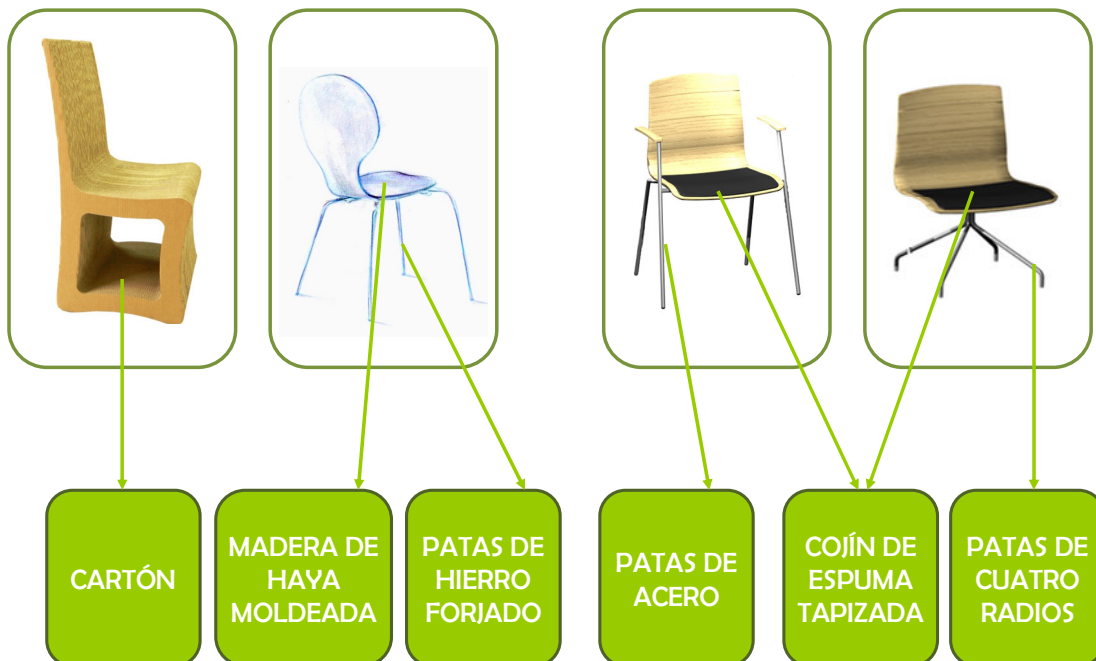 CARTÓN
MADERA DE
HAYA
MOLDEADA
PATAS DE
HIERRO
FORJADO
PATAS DE
ACERO
COJÍN DE
ESPUMA
TAPIZADA
PATAS DE
CUATRO
RADIOS